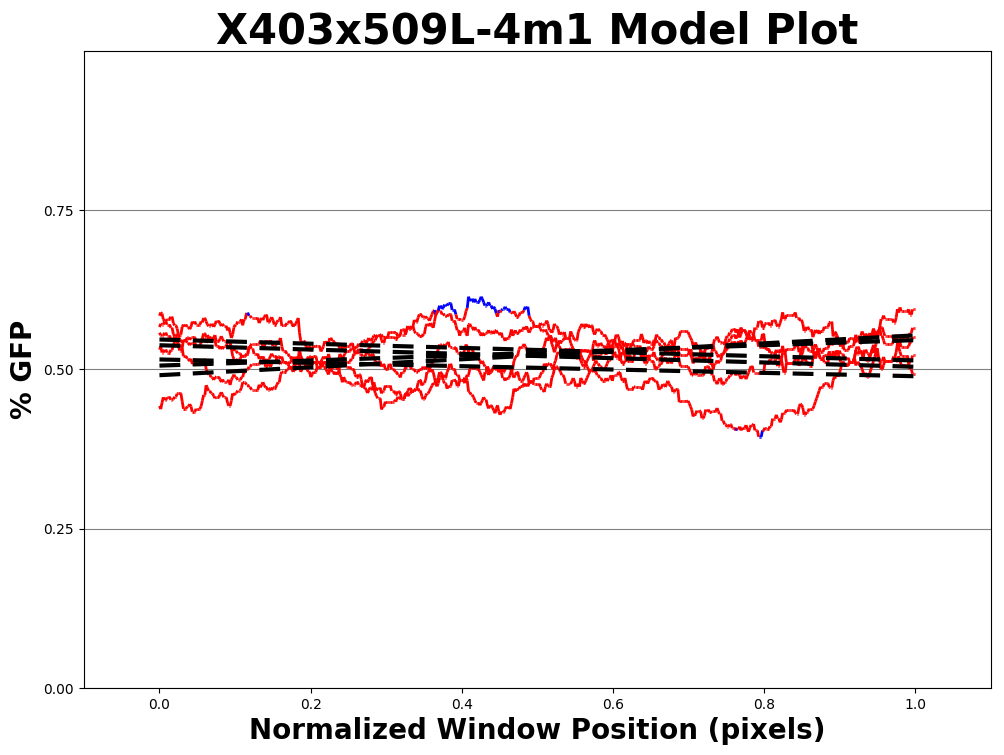 X403x509L-4m1 Model Plot
% GFP
0.75
0.50
0.25
0.00
0.0 0.2 0.4 0.6 0.8 1.0
Normalized Window Position (pixels)